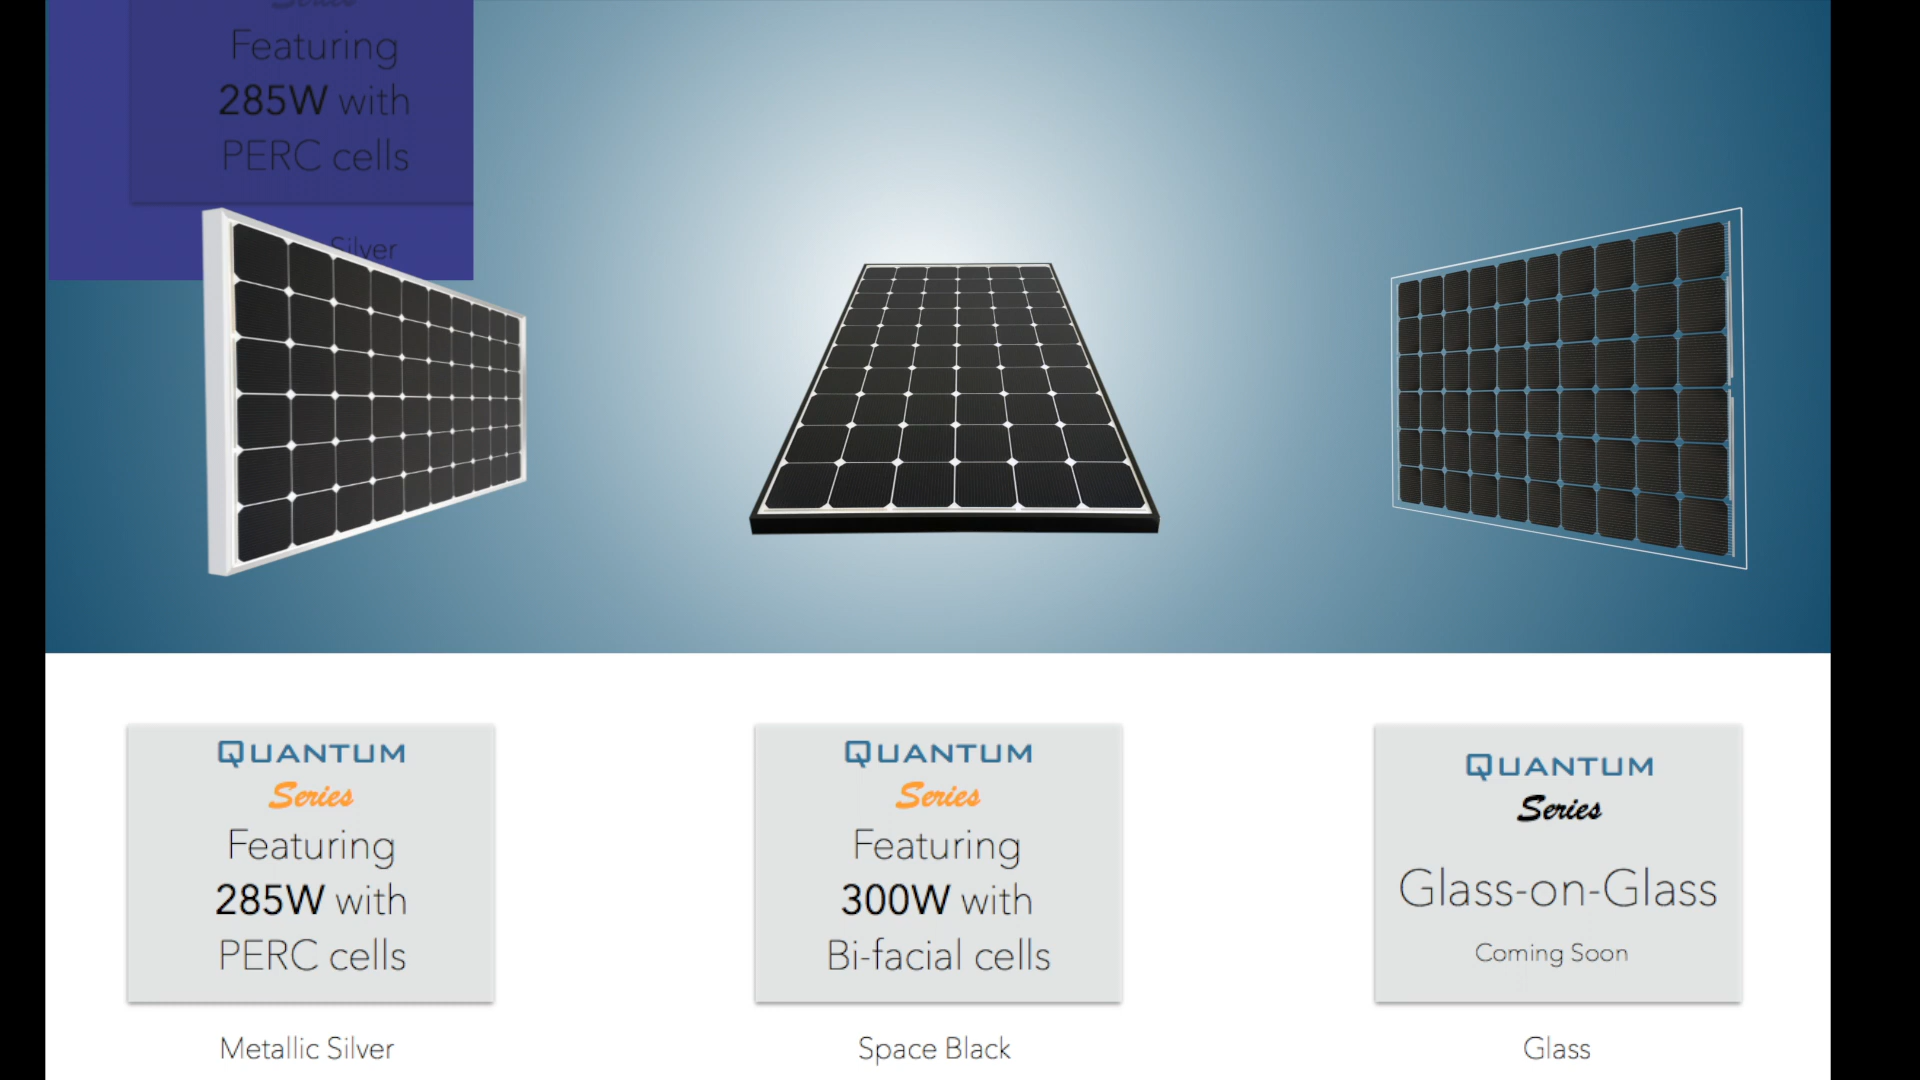 Series
Featuring
285W with
PERC cells
Silver
QUANTUM
Series
Featuring
285W with
PERC cells
Metallic Silver
QUANTUM
Series
Featuring
300W with
Bi-facial cells
Space Black
QUANTUM
Series
Glass-on-Glass
Coming Soon
Glass